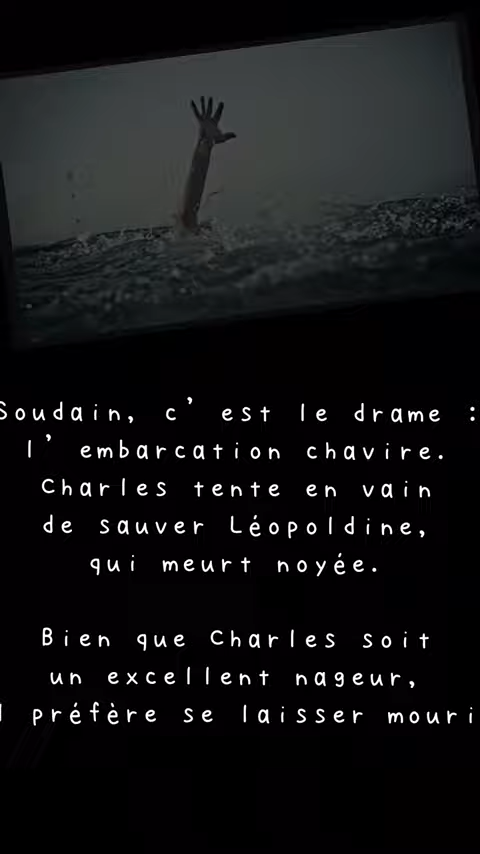 Soudain, c’est le drame :
l’embarcation chavire.
Charles tente en vain
de sauver Léopoldine,
qui meurt noyée.
Bien que Charles soit
un excellent nageur,
l préfère se laisser mouri